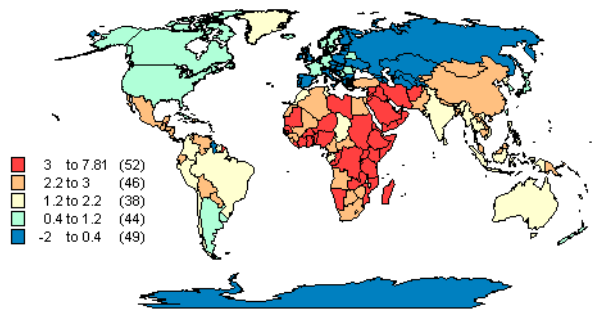 3 to 7.81 (52)
2.2 to 3 (46)
1.2 to 2.2 (38)
0.4 to 1.2 (44)
-2 to 0.4 (49)